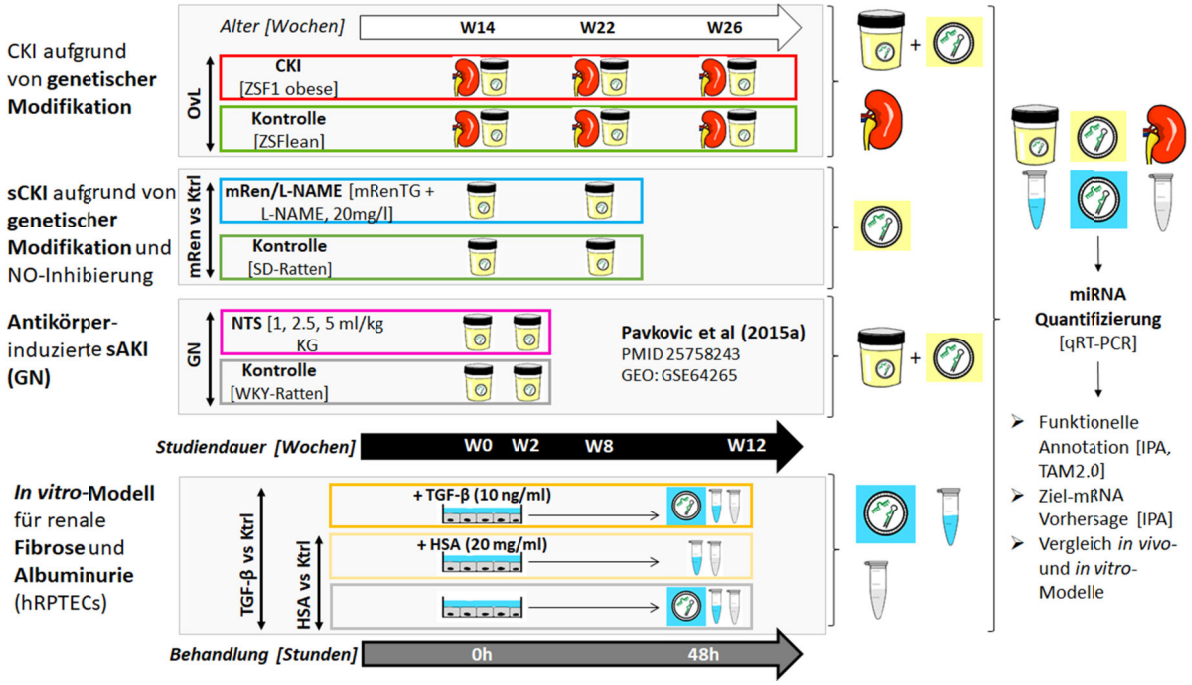 CKI aufgrund
von genetischer
Modifikation
Alter [Wochen]
W14
W22
W26
OvL
CKI
[ZSF1 obese]
Kontrolle
[ZSFlean]
+
sCKI aufgrund von
genetischer
Modifikation und
NO-Inhibierung
mRen vs Ktrl
mRen/L-NAME [mRenTG +
L-NAME, 20mg/l]
Kontrolle
[SD-Ratten]
Antikörper-
induzierte sAKI
(GN)
GN
NTS [1, 2.5, 5 ml/kg
KG
Kontrolle
[WKY-Ratten]
Pavkovic et al (2015a)
PMID 25758243
GEO: GSE64265
+
Studiendauer [Wochen]
W0
W2
W8
W12
In vitro-Modell
für renale
Fibrose und
Albuminurie
(hRPTECs)
TGF-β vs Ktrl
HSA vs Ktrl
+ TGF-β (10 ng/ml)
+ HSA (20 mg/ml)
Behandlung [Stunden]
0h
48h
miRNA
Quantifizierung
[qRT-PCR]
➢ Funktionelle
Annotation [IPA,
TAM2.0]
➢ Ziel-mRNA
Vorhersage [IPA]
➢ Vergleich in vivo-
und in vitro-
Modelle